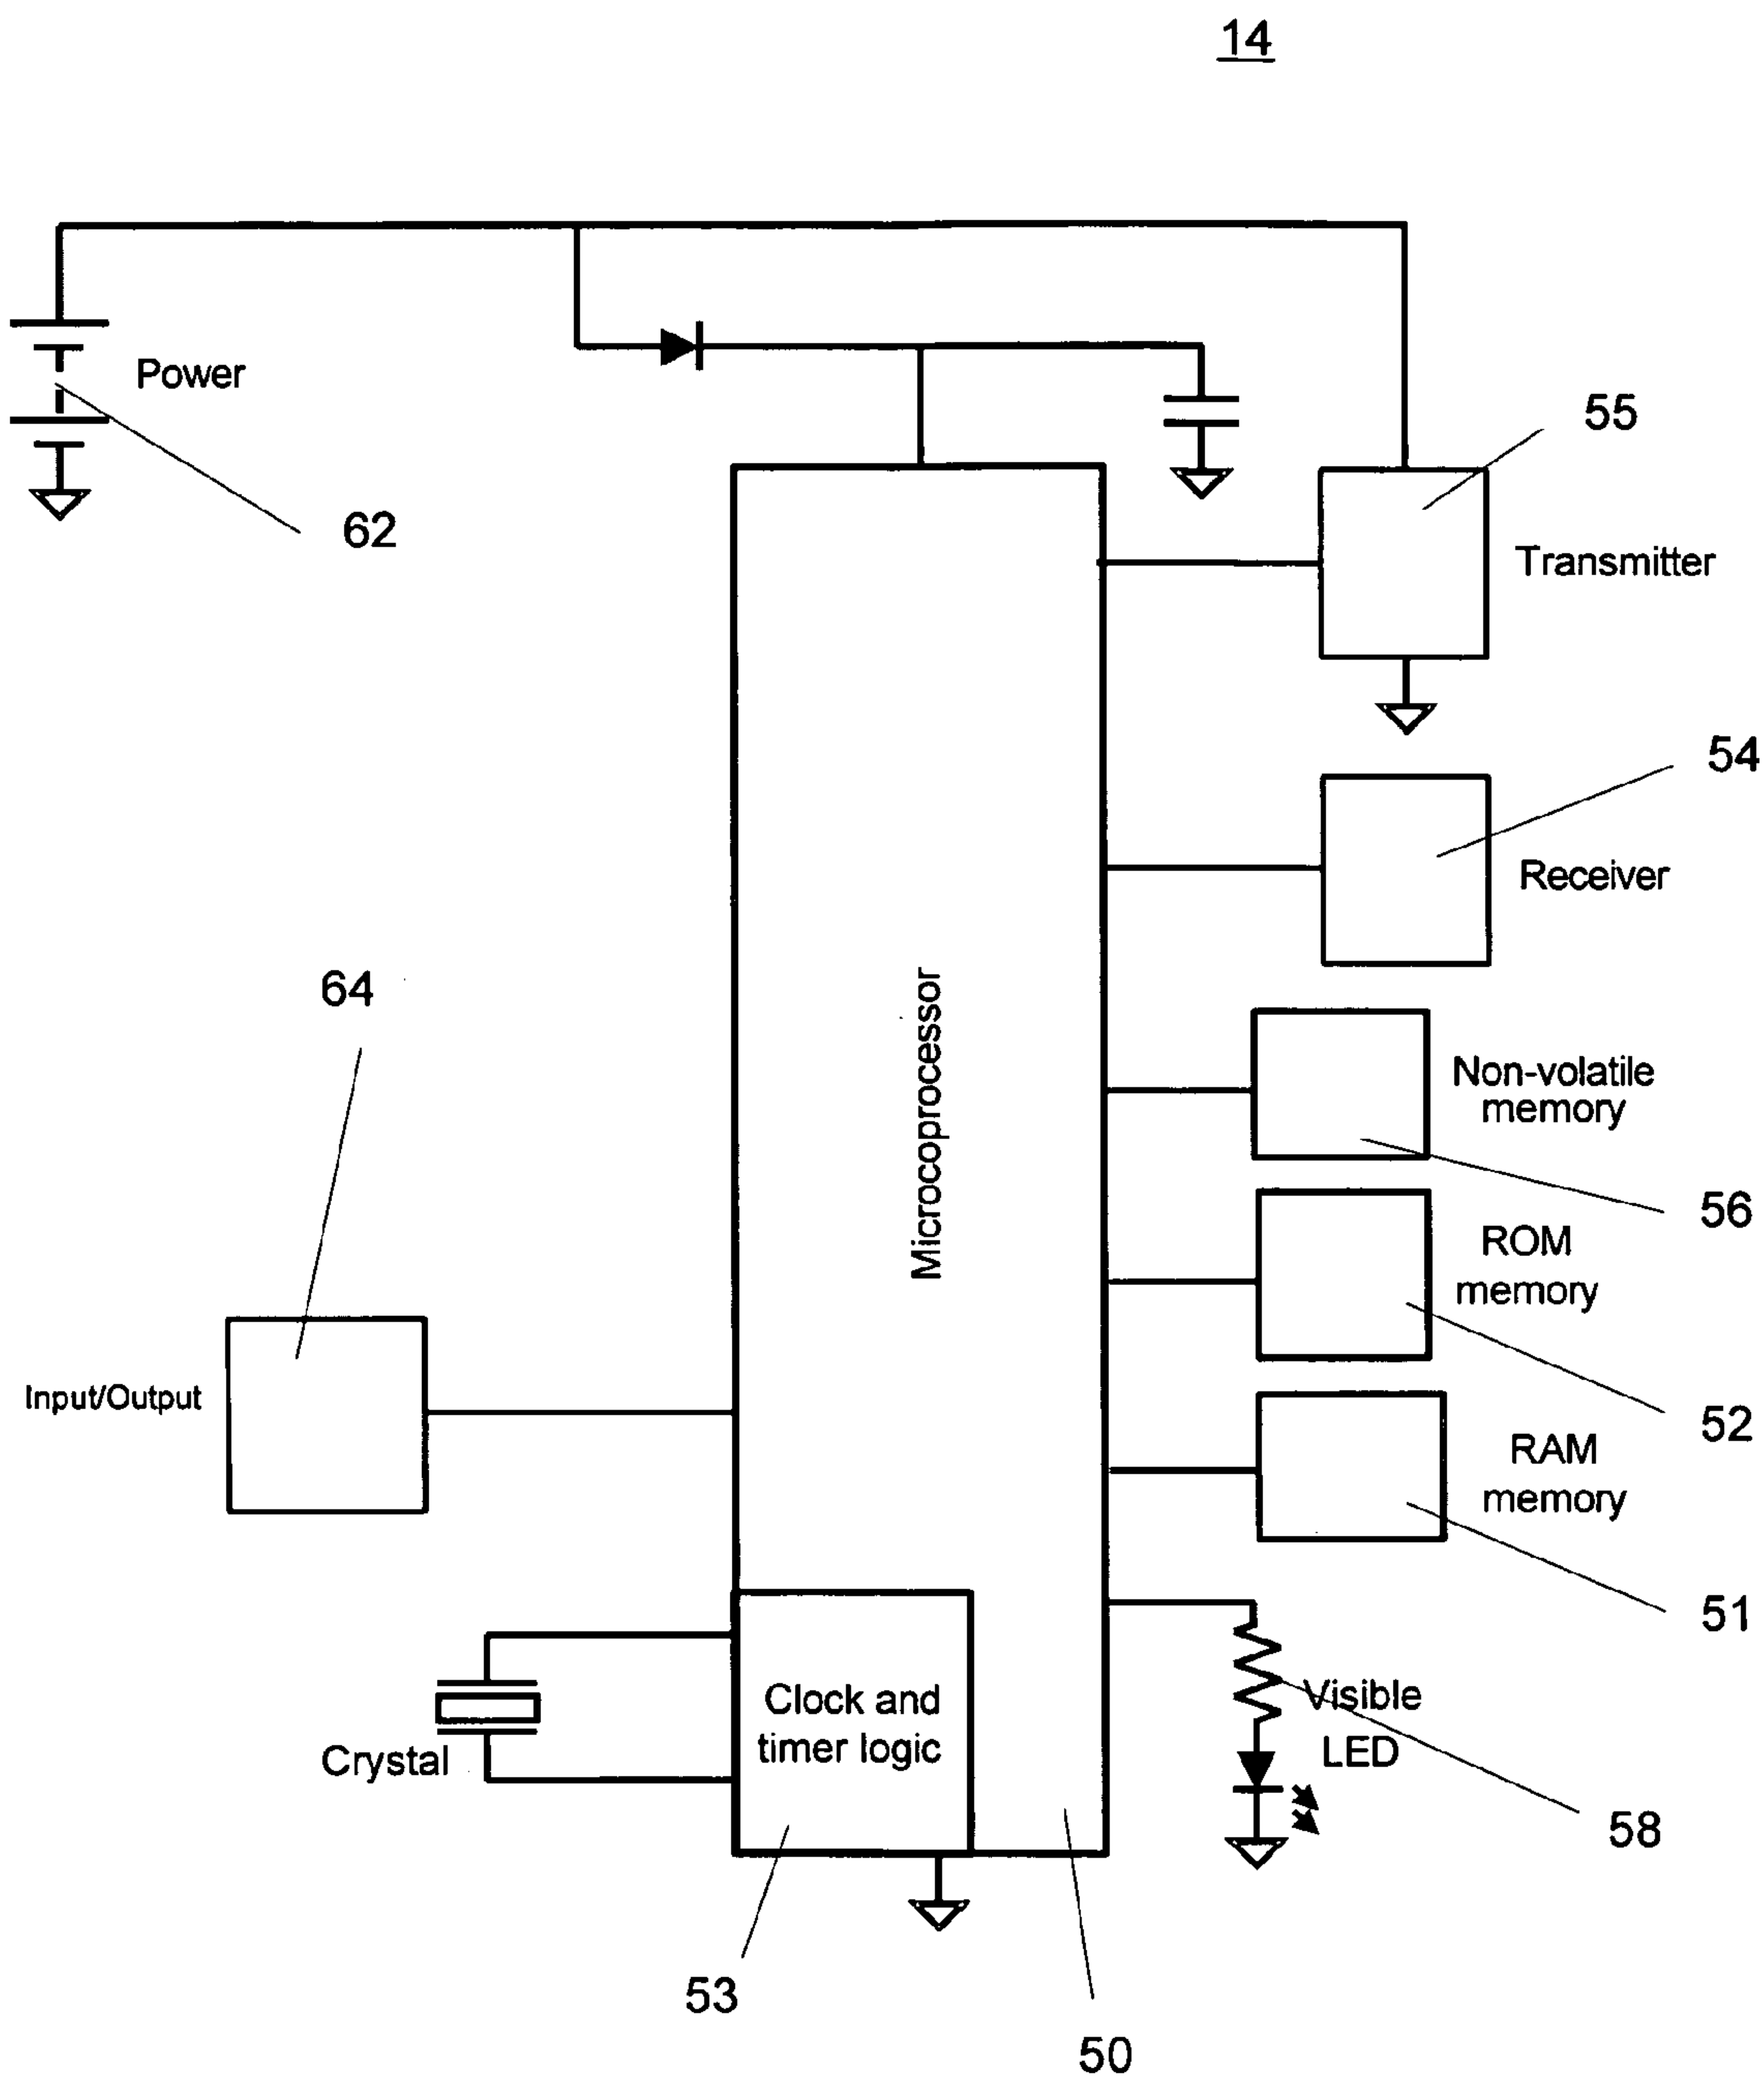 14
Power
62
55
Transmitter
54
Receiver
64
Microcoprocessor
Non-volatile
memory
56
ROM
memory
52
Input/Output
RAM
memory
51
Clock and
timer logic
Crystal
Visible
LED
58
53
50